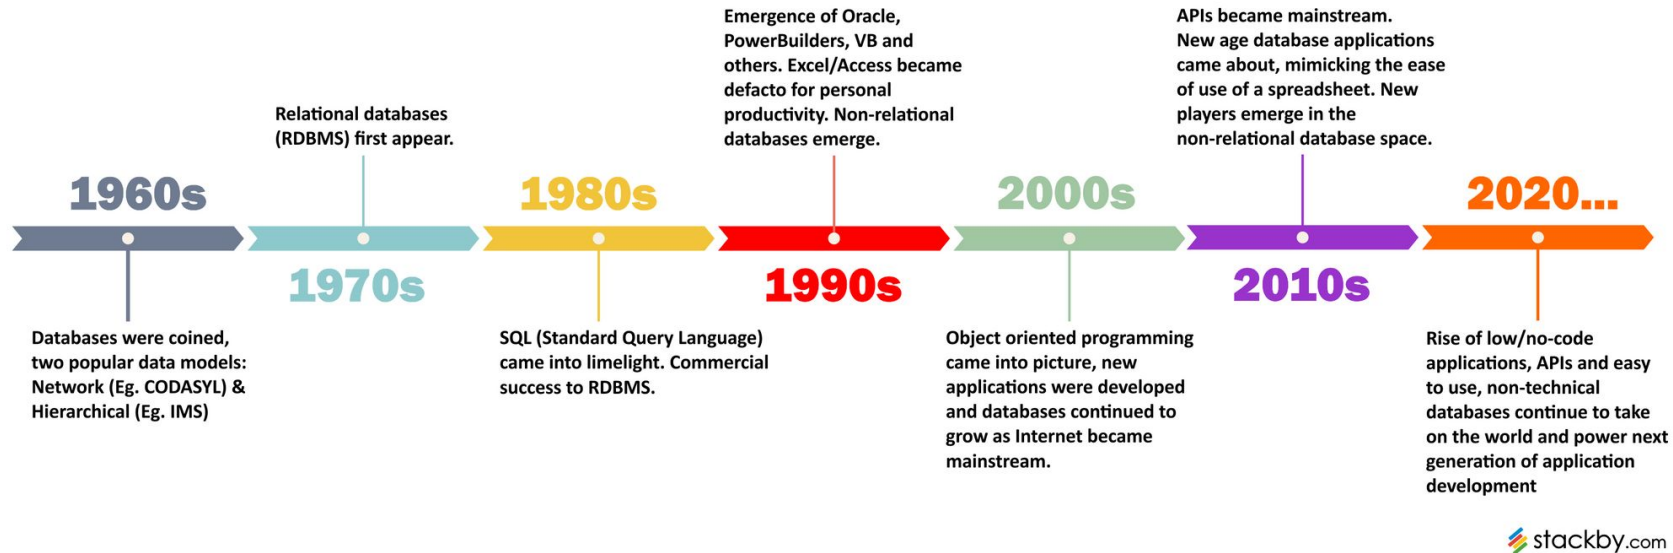 1960s
Databases were coined,
two popular data models:
Network (Eg. CODASYL) &
Hierarchical (Eg. IMS)
Relational databases
(RDBMS) first appear.
1970s
1980s
SQL (Standard Query Language)
came into limelight. Commercial
success to RDBMS.
Emergence of Oracle,
PowerBuilders, VB and
others. Excel/Access became
defacto for personal
productivity. Non-relational
databases emerge.
1990s
2000s
Object oriented programming
came into picture, new
applications were developed
and databases continued to
grow as Internet became
mainstream.
APIs became mainstream.
New age database applications
came about, mimicking the ease
of use of a spreadsheet. New
players emerge in the
non-relational database space.
2010s
2020...
Rise of low/no-code
applications, APIs and easy
to use, non-technical
databases continue to take
on the world and power next
generation of application
development
stackby.com